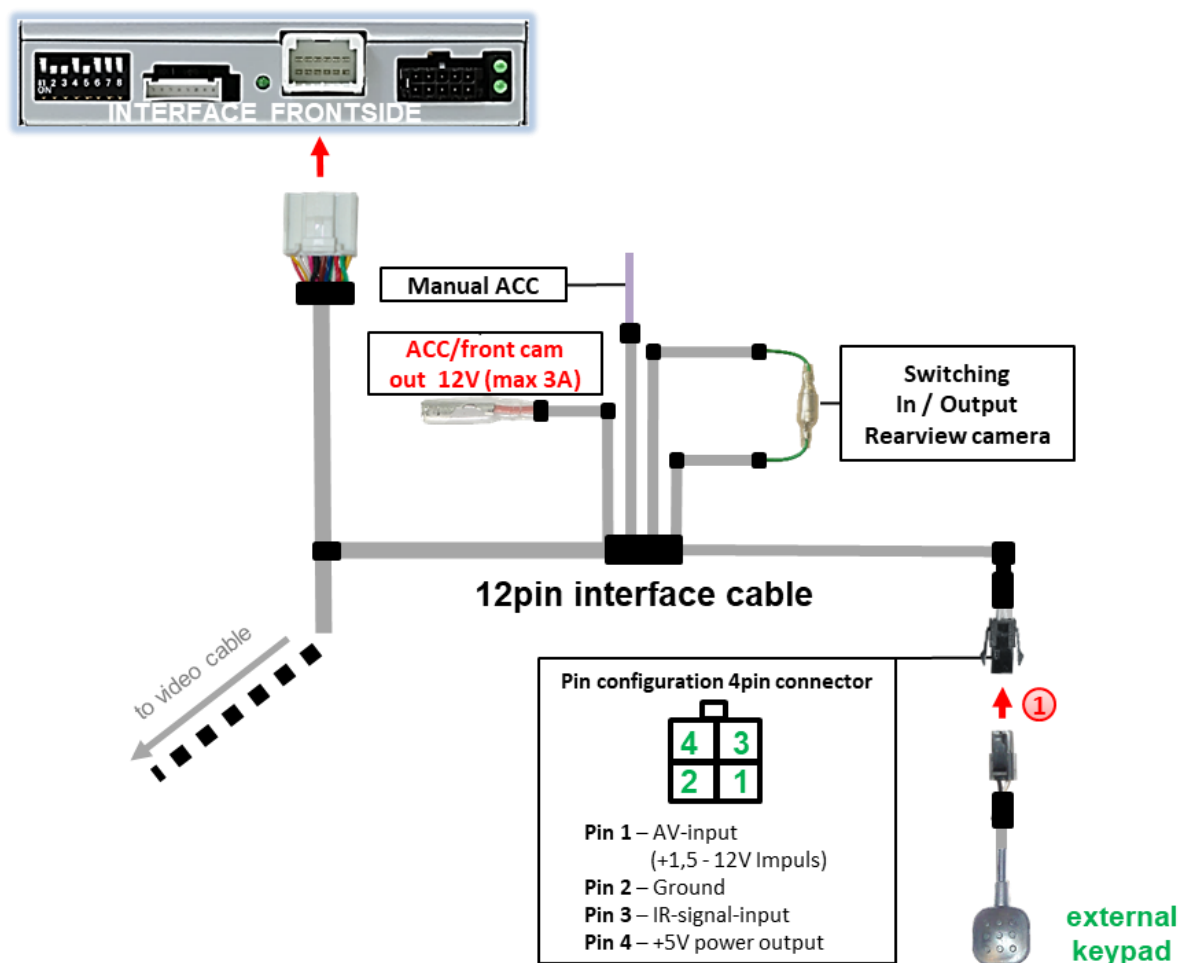 1 2 3 4 5 6 7 8
ON
INTERFACE FRONTSIDE
Manual ACC
ACC/front cam
out 12V (max 3A)
Switching
In / Output
Rearview camera
12pin interface cable
to video cable
Pin configuration 4pin connector
4 3
2 1
Pin 1 – AV-input
(+1,5 - 12V Impuls)
Pin 2 – Ground
Pin 3 – IR-signal-input
Pin 4 – +5V power output
1
external
keypad